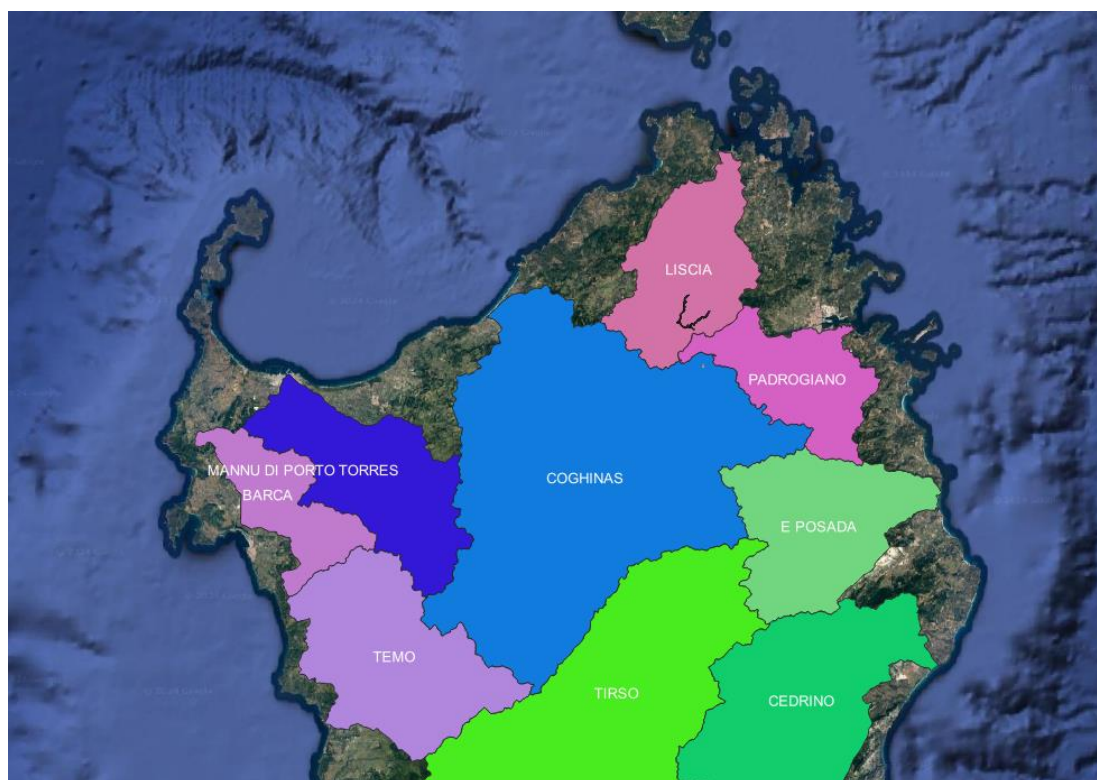 LISCIA
PADROGIANO
MANNU DI PORTO TORRES
COGHINAS
BARCA
E POSADA
TEMO
TIRSO
CEDRINO